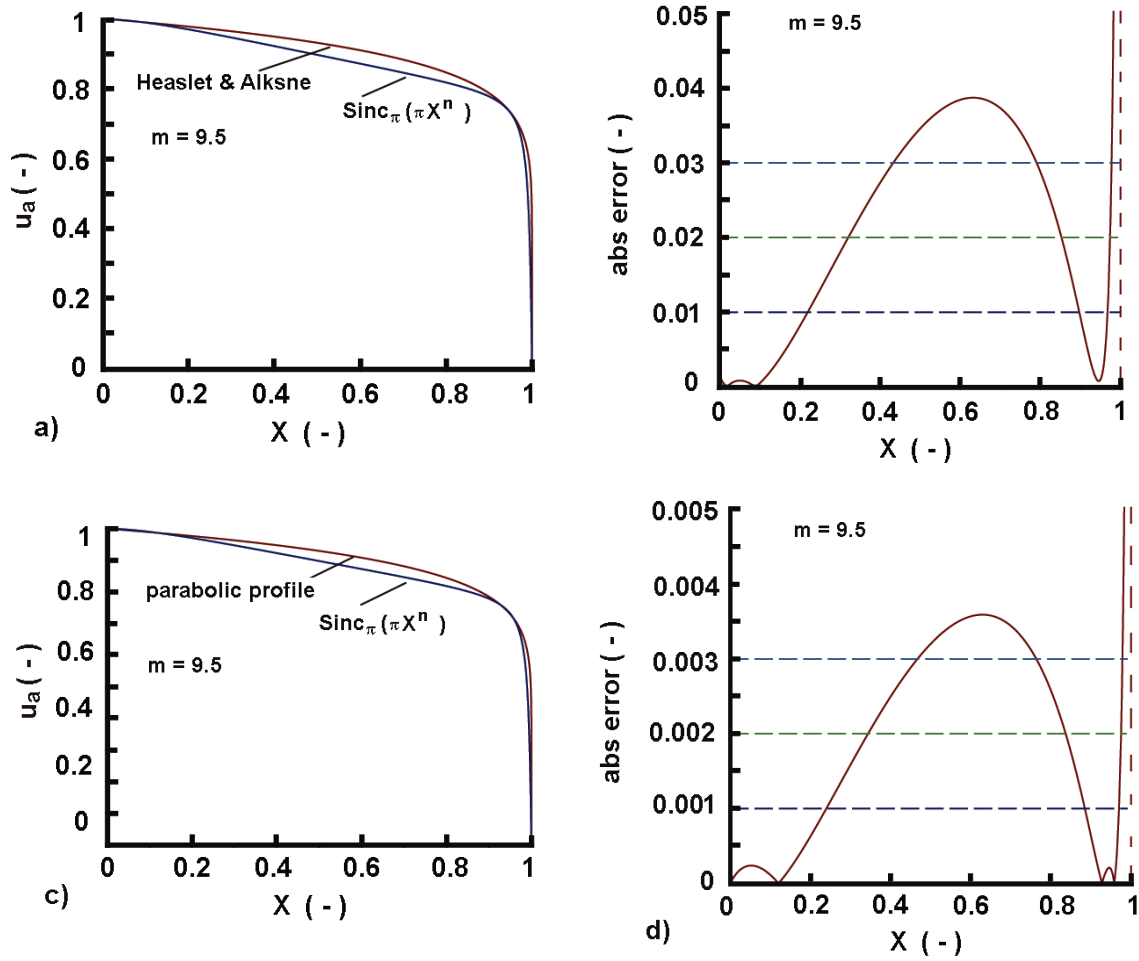 1
0.8
0.6
0.4
0.2
0
u_a ( - )
Heaslet & Alksne
Sinc_π (πX^n )
m = 9.5
0 0.2 0.4 0.6 0.8 1
X ( - )
a)
0.05
0.04
0.03
0.02
0.01
0
abs error ( - )
m = 9.5
0 0.2 0.4 0.6 0.8 1
X ( - )
1
0.8
0.6
0.4
0.2
0
u_a ( - )
parabolic profile
Sinc_π (πX^n )
m = 9.5
0 0.2 0.4 0.6 0.8 1
X ( - )
c)
0.005
0.004
0.003
0.002
0.001
0
abs error ( - )
m = 9.5
0 0.2 0.4 0.6 0.8 1
X ( - )
d)